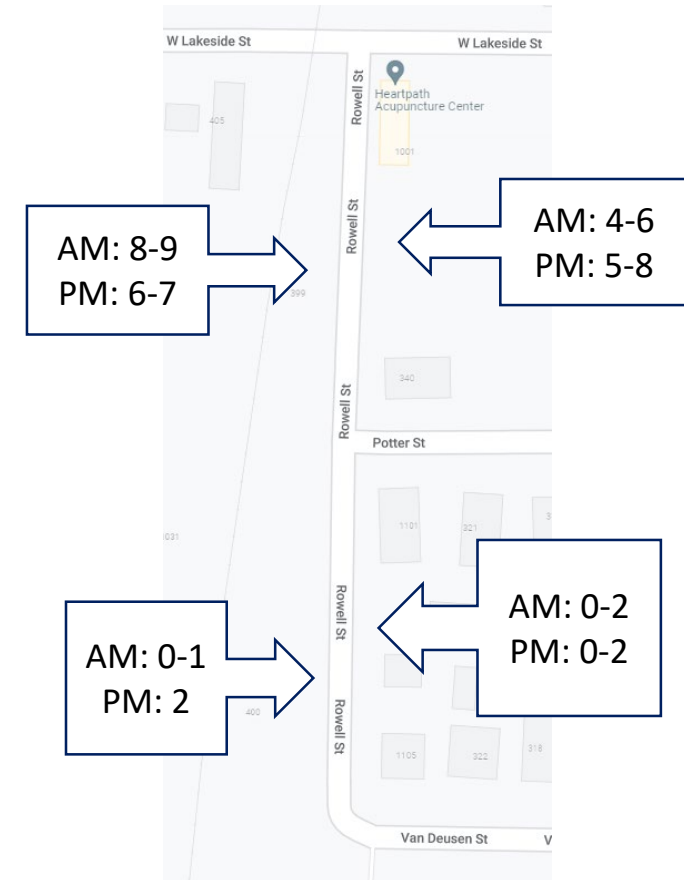 W Lakeside St
W Lakeside St
Rowell St
Heartpath
Acupuncture Center
405
1001
Rowell St
AM: 8-9
PM: 6-7
AM: 4-6
PM: 5-8
399
340
Rowell St
Potter St
1101
321
3
1031
Rowell St
AM: 0-2
PM: 0-2
AM: 0-1
PM: 2
400
Rowell St
1105
322
318
Van Deusen St
V